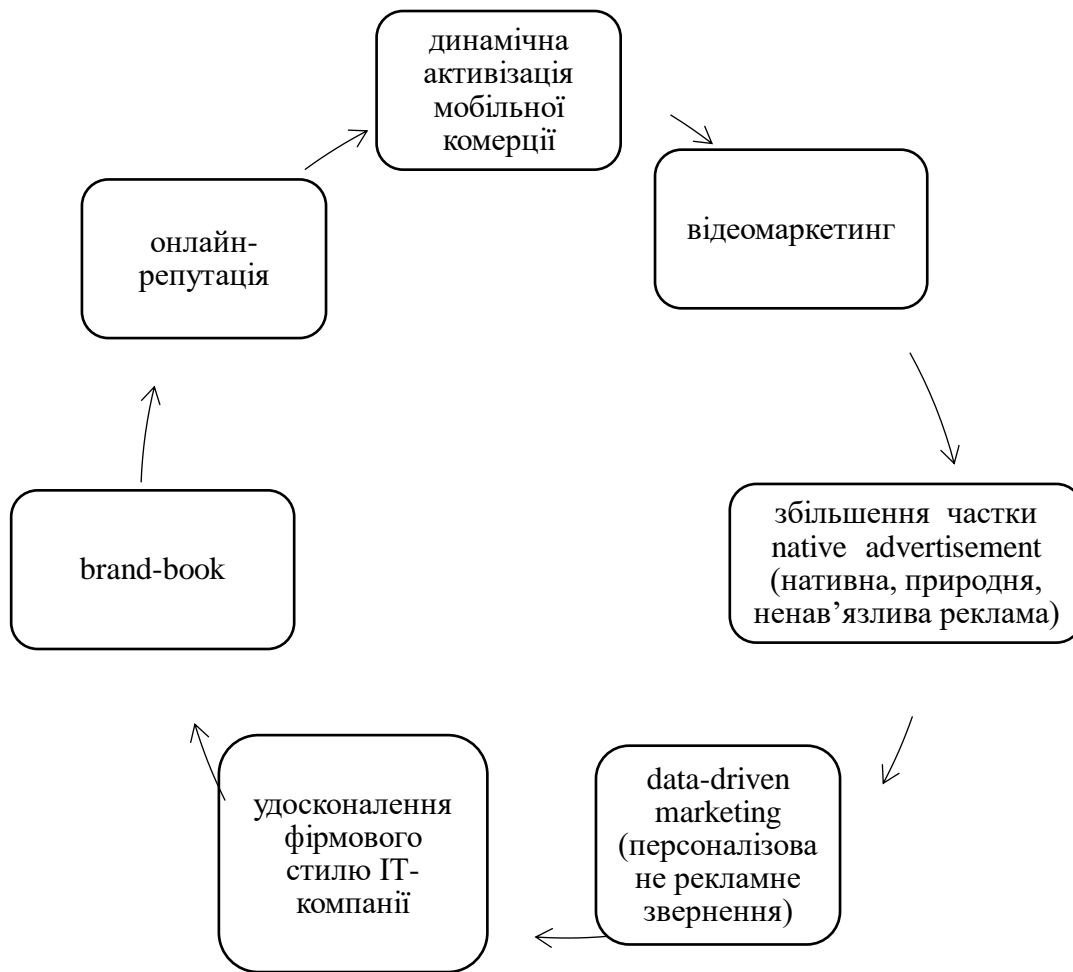 динамічна
активізація
мобільної
комерції
відеомаркетинг
збільшення частки
native advertisement
(нативна, природня,
ненав’язлива реклама)
data-driven
marketing
(персоналізова
не рекламне
звернення)
удосконалення
фірмового
стилю ІТ-
компанії
brand-book
онлайн-
репутація